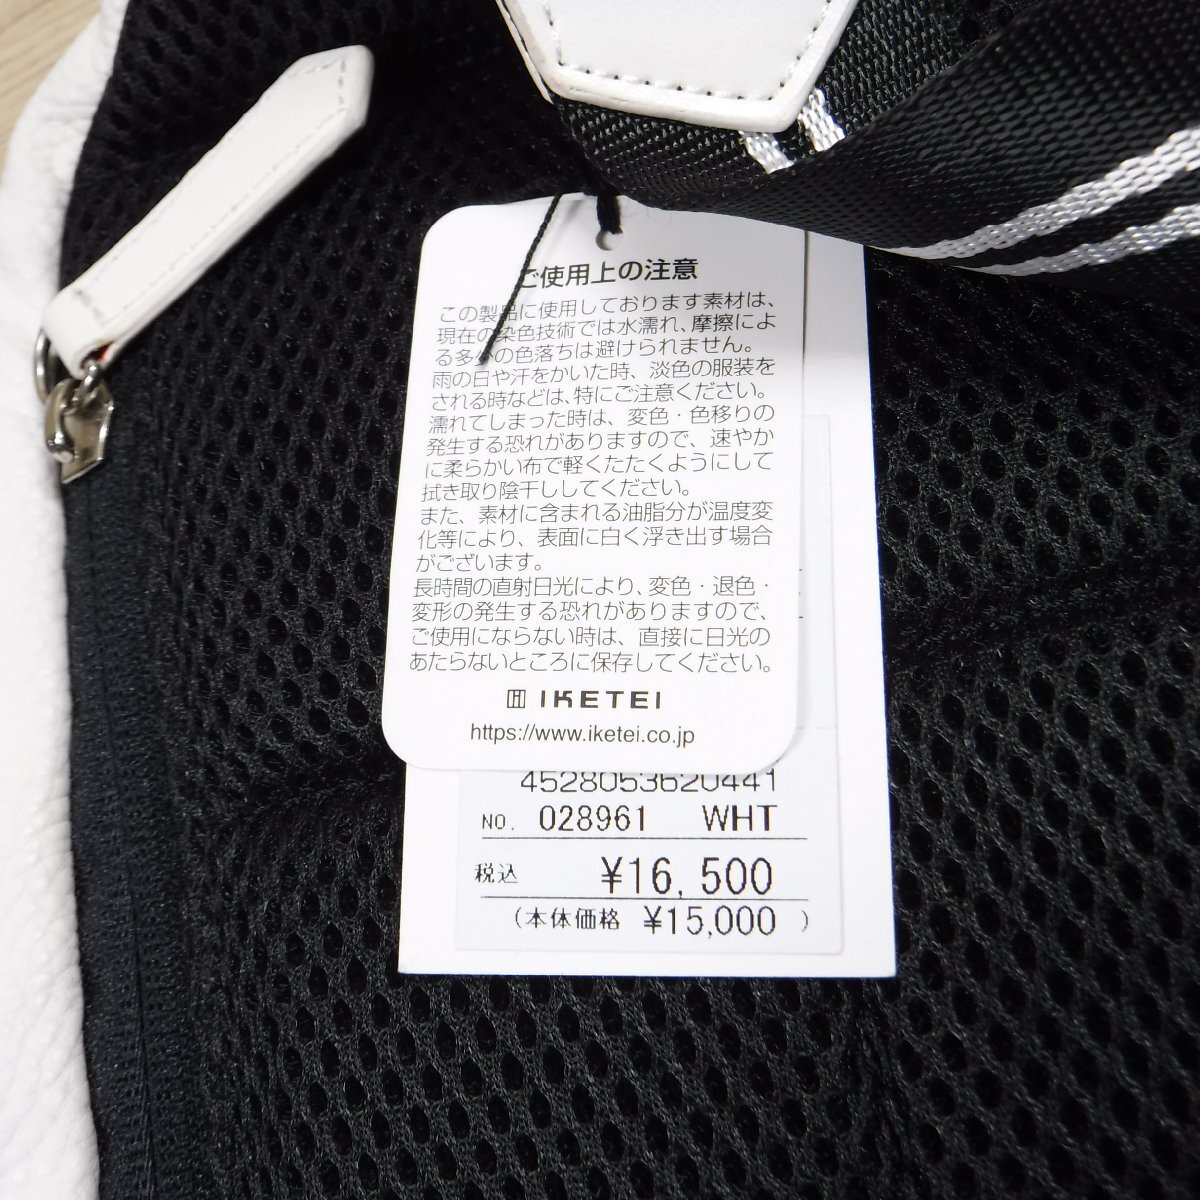 ご使用上の注意
この製品に使用しております素材は、
現在の染色技術では水濡れ、摩擦によ
る多少の色落ちは避けられません。
雨の日や汗をかいた時、淡色の服装を
される時などは、特にご注意ください。
濡れてしまった時は、変色・色移りの
発生する恐れがありますので、速やか
に柔らかい布で軽くたたくようにして
拭き取り陰干ししてください。
また、素材に含まれる油脂分が温度変
化等により、表面に白く浮き出す場合
がございます。
長時間の直射日光により、変色・退色・
変形の発生する恐れがありますので、
ご使用にならない時は、直接に日光の
あたらないところに保存してください。
IKETEI
https://www.iketei.co.jp
4528053620441
NO. 028961 WHT
税込 ¥16,500
(本体価格 ¥15,000 )